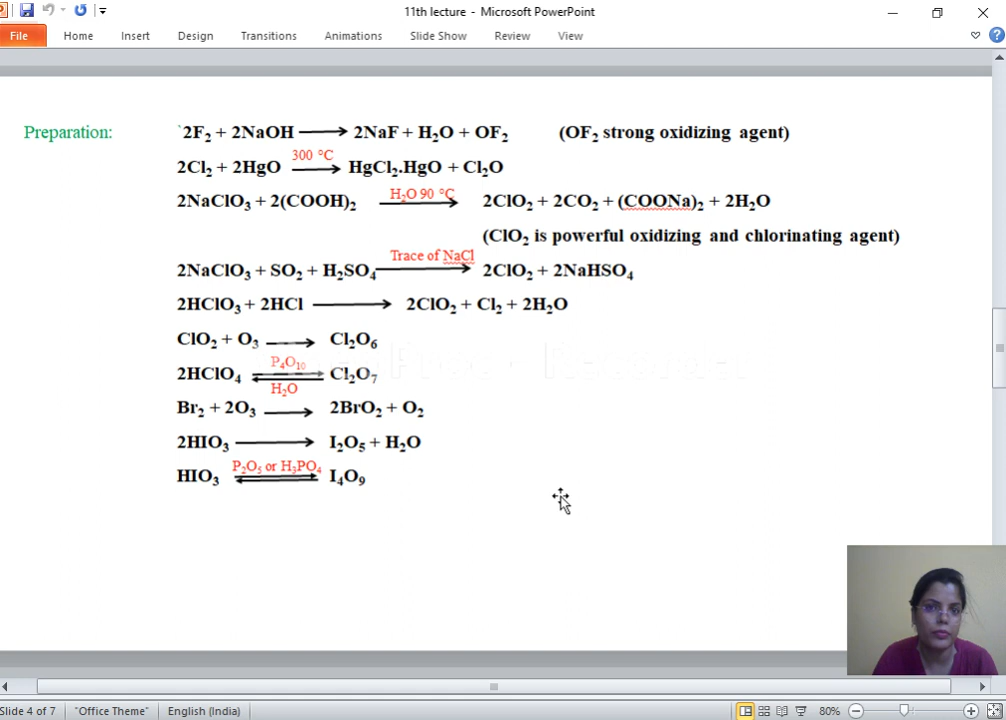 11th lecture - Microsoft PowerPoint
File Home Insert Design Transitions Animations Slide Show Review View
Preparation: `2F₂ + 2NaOH ⟶ 2NaF + H₂O + OF₂ (OF₂ strong oxidizing agent)
300 °C
2Cl₂ + 2HgO ⟶ HgCl₂.HgO + Cl₂O
H₂O 90 °C
2NaClO₃ + 2(COOH)₂ ⟶ 2ClO₂ + 2CO₂ + (COONa)₂ + 2H₂O
(ClO₂ is powerful oxidizing and chlorinating agent)
Trace of NaCl
2NaClO₃ + SO₂ + H₂SO₄ ⟶ 2ClO₂ + 2NaHSO₄
2HClO₃ + 2HCl ⟶ 2ClO₂ + Cl₂ + 2H₂O
ClO₂ + O₃ ⟶ Cl₂O₆
P₄O₁₀
2HClO₄ ⇌ Cl₂O₇
H₂O
Br₂ + 2O₃ ⟶ 2BrO₂ + O₂
2HIO₃ ⟶ I₂O₅ + H₂O
P₂O₅ or H₃PO₄
HIO₃ ⇌ I₄O₉
Slide 4 of 7 "Office Theme" English (India) 80%